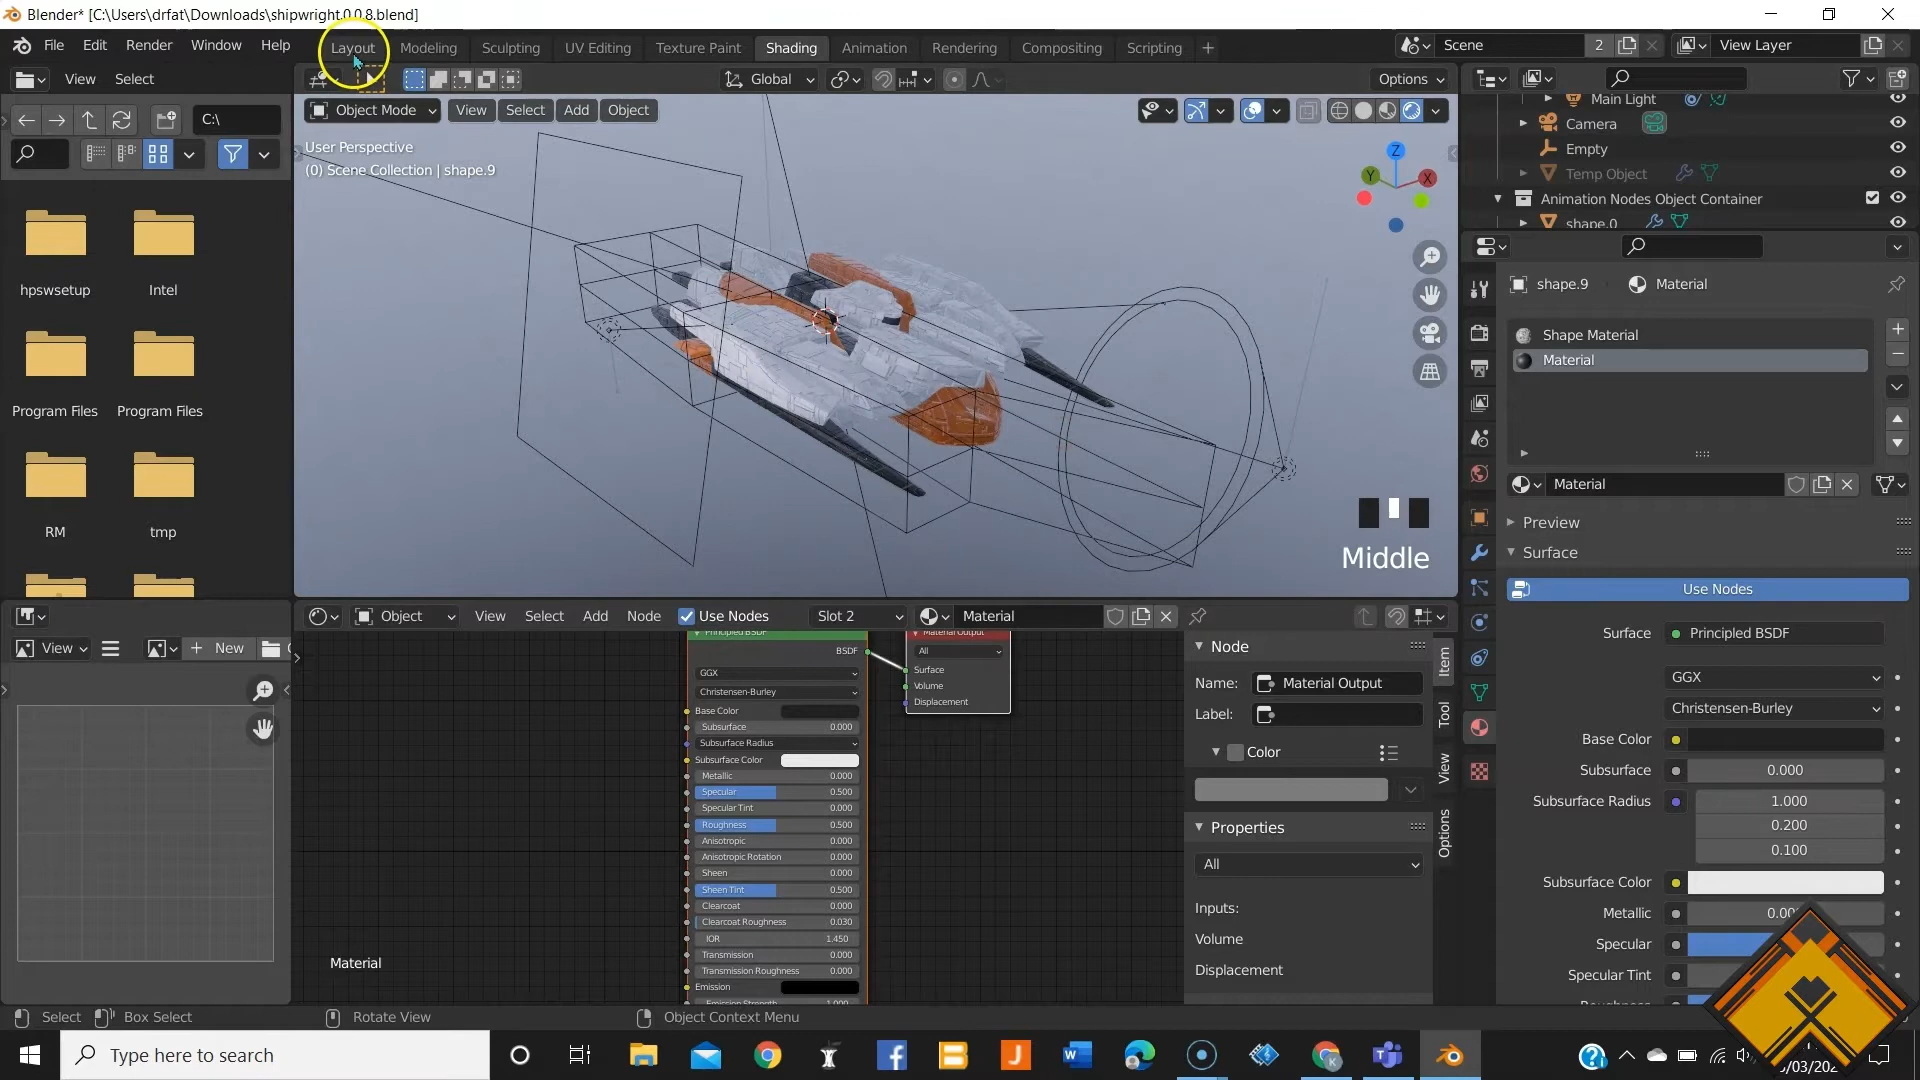 Blender* [C:\Users\drfat\Downloads\shipwright.0.0.8.blend]
File Edit Render Window Help
Layout Modeling Sculpting UV Editing Texture Paint Shading Animation Rendering Compositing Scripting +
Scene 2
View Layer
View Select
Global
Options
C:\
Object Mode View Select Add Object
User Perspective
(0) Scene Collection | shape.9
Z
Y
X
Middle
hpswsetup
Intel
Program Files
Program Files
RM
tmp
Main Light
Camera
Empty
Temp Object
Animation Nodes Object Container
shape.0
shape.9
Material
Shape Material
Material
Material
Preview
Surface
Use Nodes
Surface Principled BSDF
GGX
Christensen-Burley
Base Color
Subsurface 0.000
Subsurface Radius 1.000
0.200
0.100
Subsurface Color
Metallic
Specular
Specular Tint
View
New
Object View Select Add Node Use Nodes Slot 2 Material
Principled BSDF
BSDF
GGX
Christensen-Burley
Base Color
Subsurface 0.000
Subsurface Radius
Subsurface Color
Metallic 0.000
Specular 0.500
Specular Tint 0.000
Roughness 0.500
Anisotropic 0.000
Anisotropic Rotation 0.000
Sheen 0.000
Sheen Tint 0.500
Clearcoat 0.000
Clearcoat Roughness 0.030
IOR 1.450
Transmission 0.000
Transmission Roughness 0.000
Emission
Material Output
All
Surface
Volume
Displacement
Material
Node
Name: Material Output
Label:
Color
Properties
All
Inputs:
Volume
Displacement
Item
Tool
View
Options
Select
Box Select
Rotate View
Object Context Menu
Type here to search